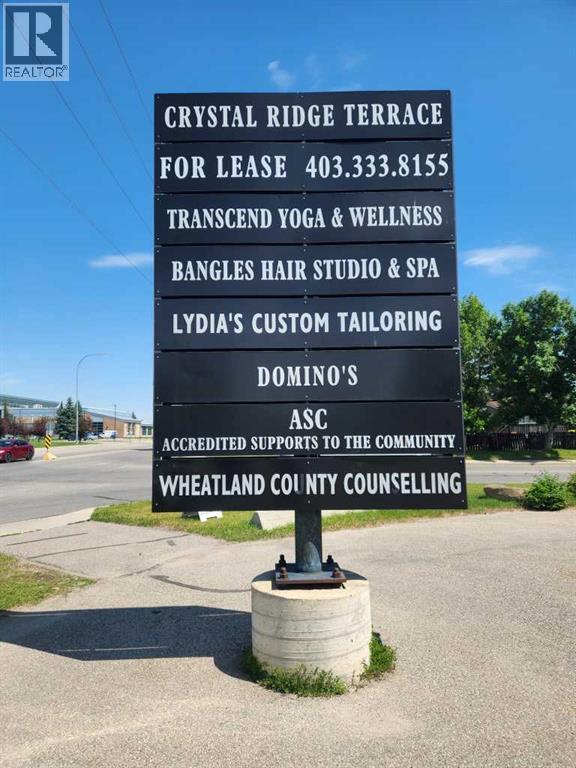 REALTOR®
CRYSTAL RIDGE TERRACE
FOR LEASE 403.333.8155
TRANSCEND YOGA & WELLNESS
BANGLES HAIR STUDIO & SPA
LYDIA'S CUSTOM TAILORING
DOMINO'S
ASC
ACCREDITED SUPPORTS TO THE COMMUNITY
WHEATLAND COUNTY COUNSELLING